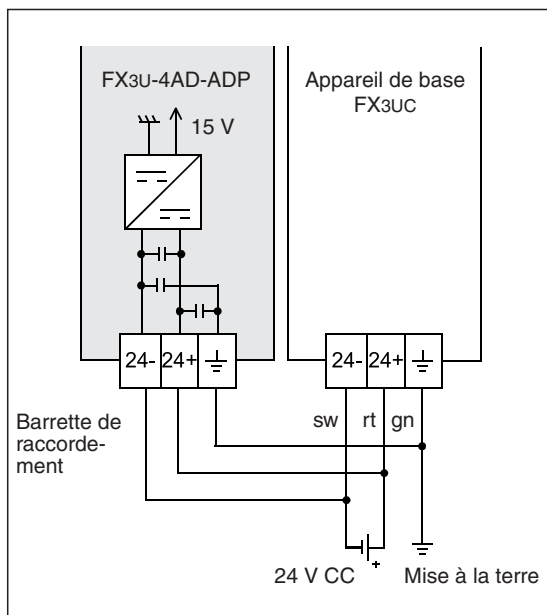 FX3U-4AD-ADP
Appareil de base
FX3UC
15 V
24- 24+
24- 24+
Barrette de
raccorde-
ment
sw rt gn
+
24 V CC
Mise à la terre